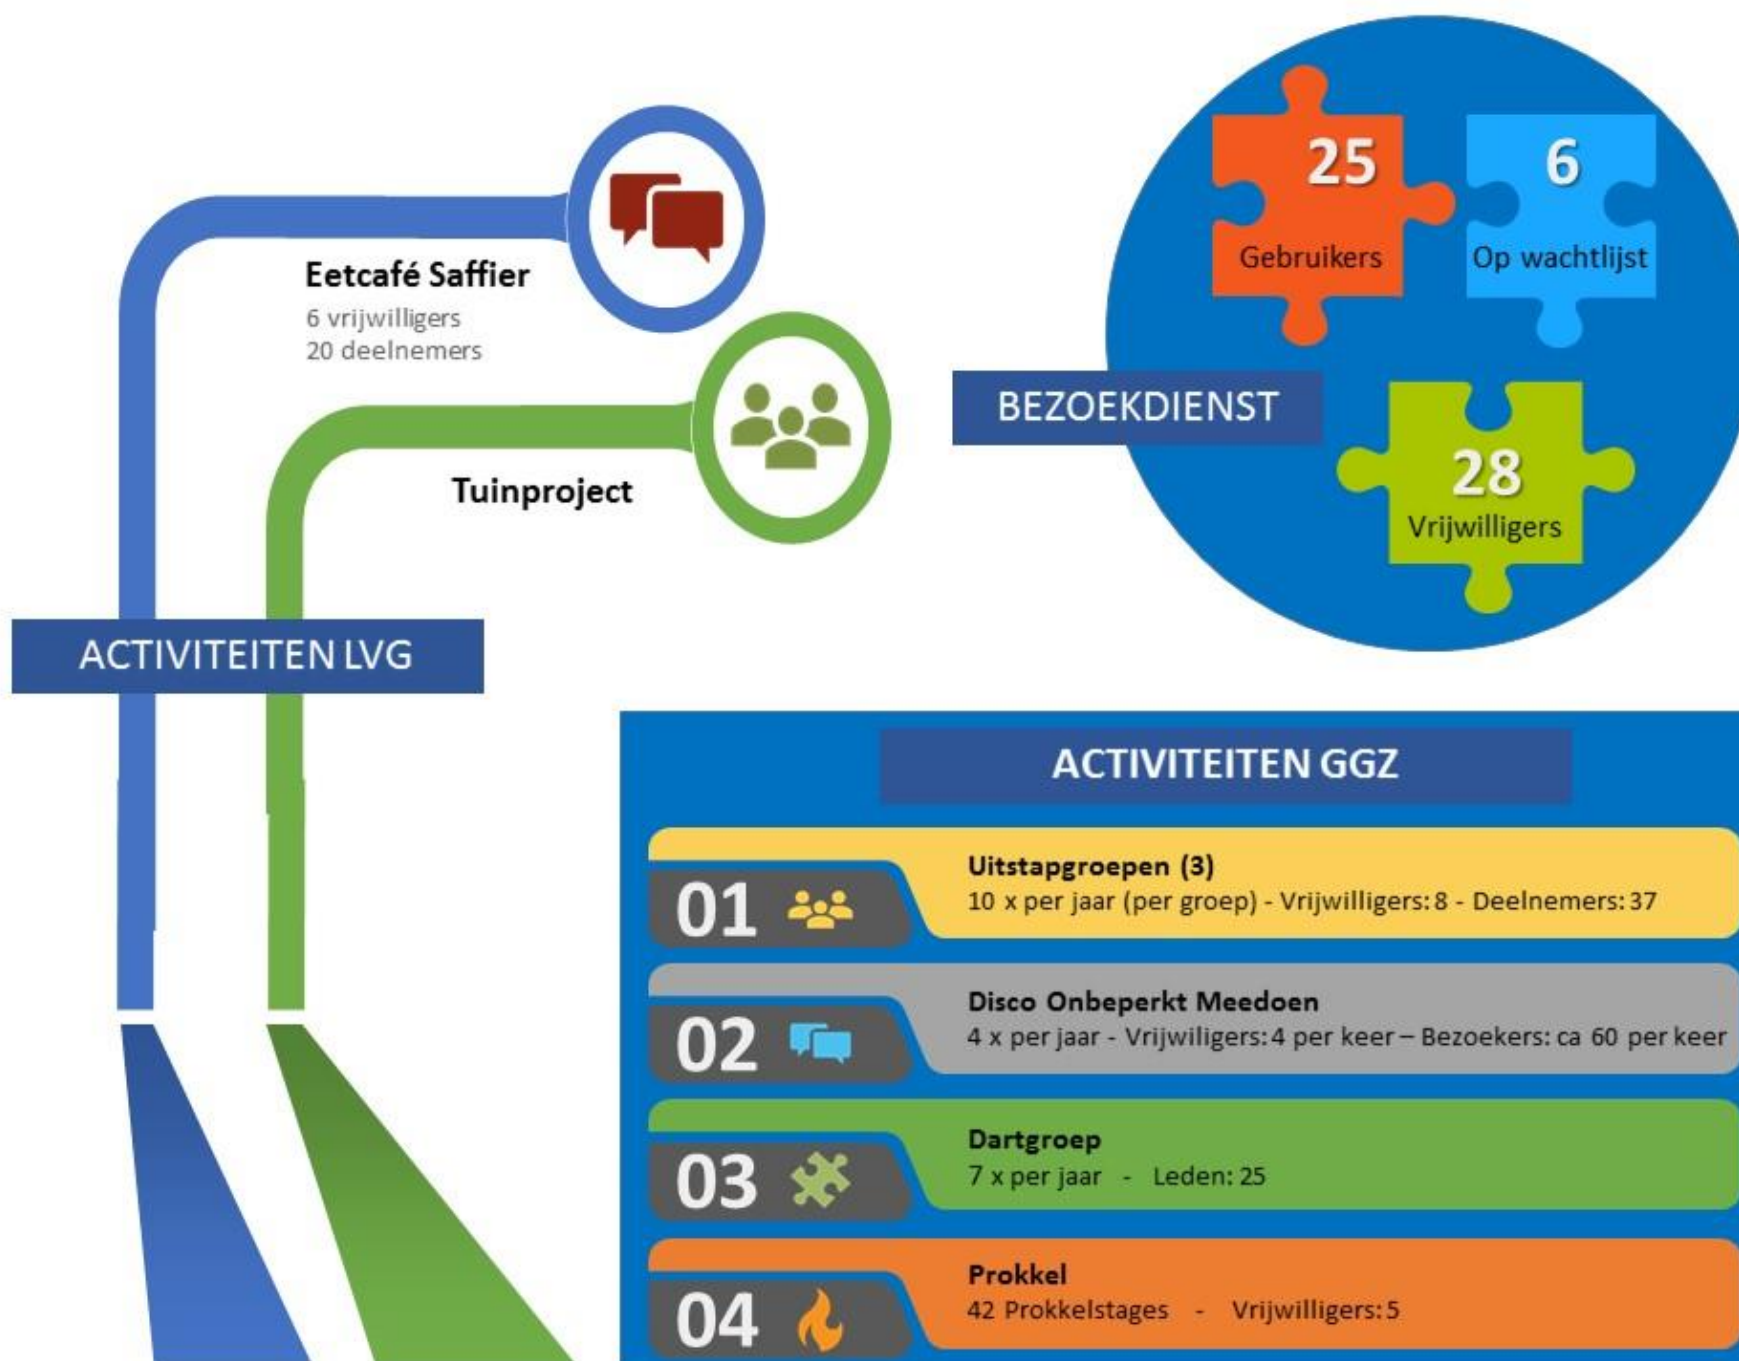 Eetcafé Saffier
6 vrijwilligers
20 deelnemers
Tuinproject
ACTIVITEITEN LVG
25
Gebruikers
6
Op wachtlijst
BEZOEKDIENST
28
Vrijwilligers
ACTIVITEITEN GGZ
01
Uitstapgroepen (3)
10 x per jaar (per groep) - Vrijwilligers: 8 - Deelnemers: 37
02
Disco Onbeperkt Meedoen
4 x per jaar - Vrijwiligers: 4 per keer – Bezoekers: ca 60 per keer
03
Dartgroep
7 x per jaar - Leden: 25
04
Prokkel
42 Prokkelstages - Vrijwilligers: 5